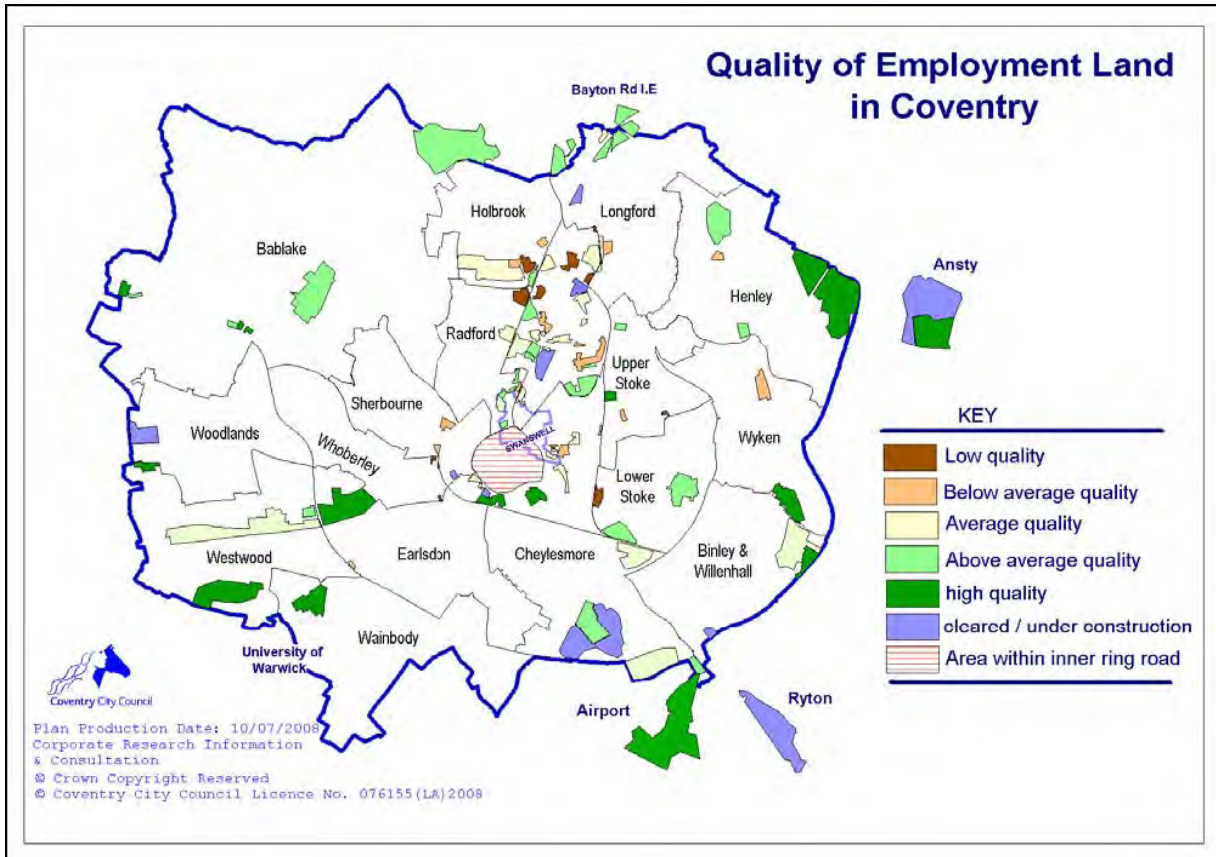 Quality of Employment Land
in Coventry
Bayton Rd I.E
Holbrook
Longford
Bablake
Ansty
Henley
Radford
Upper
Stoke
Sherbourne
KEY
Woodlands
Whoberley
SWANSWELL
Wyken
Low quality
Lower
Stoke
Below average quality
Average quality
Westwood
Earlsdon
Cheylesmore
Binley &
Willenhall
Above average quality
high quality
Wainbody
cleared / under construction
University of
Warwick
Area within inner ring road
Coventry City Council
Airport
Ryton
Plan Production Date: 10/07/2008
Corporate Research Information
& Consultation
© Crown Copyright Reserved
© Coventry City Council Licence No. 076155(LA)2008